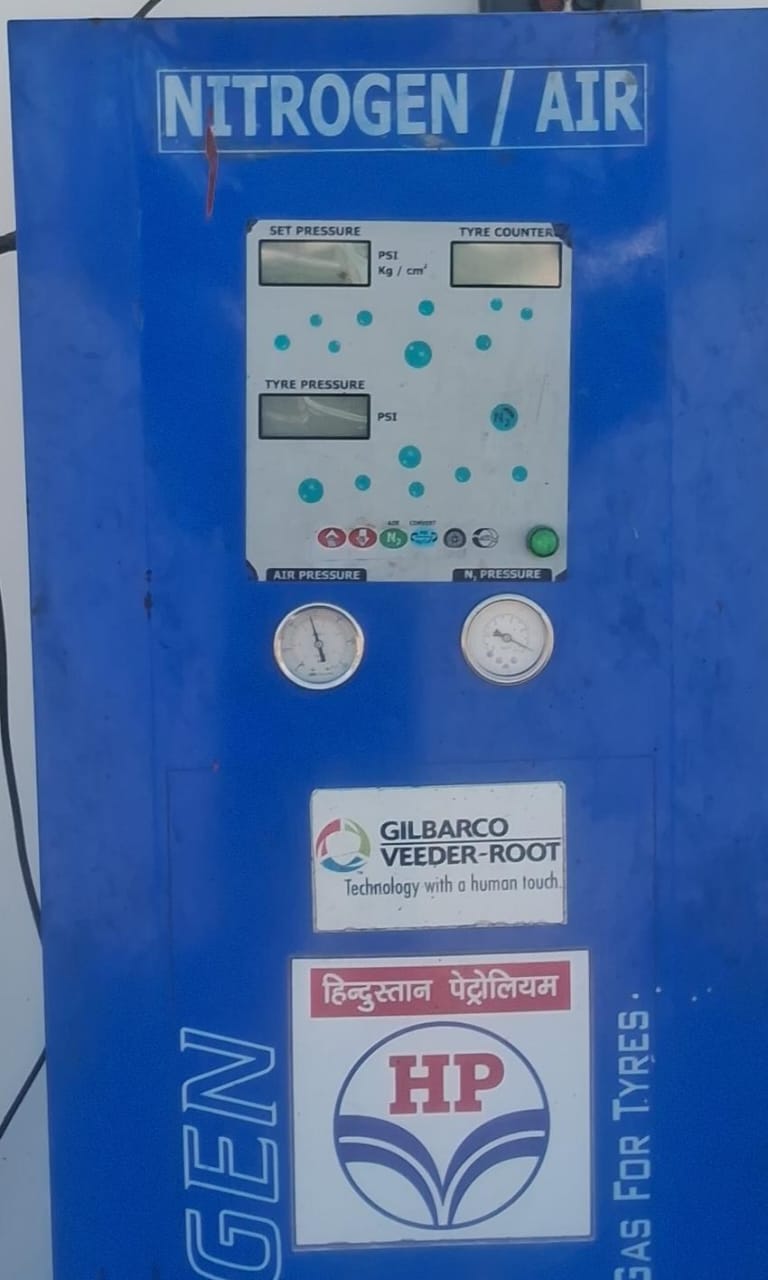 NITROGEN / AIR
SET PRESSURE
TYRE COUNTER
PSI
Kg / cm²
TYRE PRESSURE
PSI
N₂
AIR
CONVERT
N₂
AIR PRESSURE
N₂ PRESSURE
GILBARCO
VEEDER-ROOT
Technology with a human touch.
हिन्दुस्तान पेट्रोलियम
HP
GEN
GAS FOR TYRES.